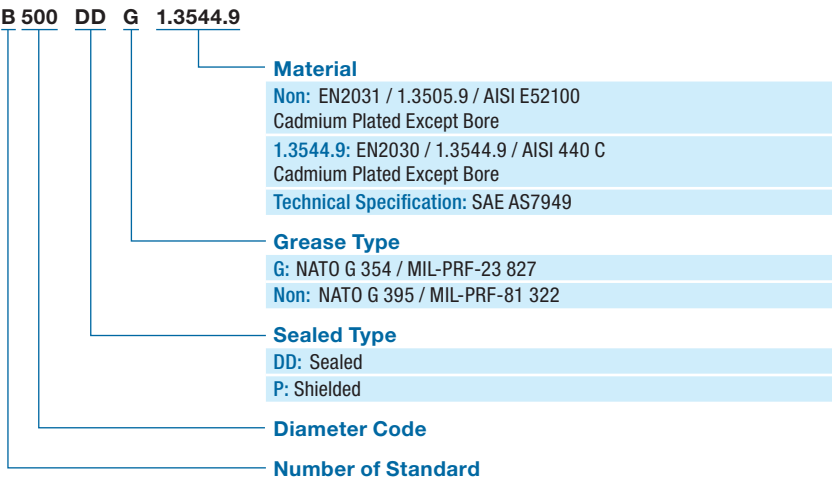 B 500 DD G 1.3544.9
Material
Non: EN2031 / 1.3505.9 / AISI E52100
Cadmium Plated Except Bore
1.3544.9: EN2030 / 1.3544.9 / AISI 440 C
Cadmium Plated Except Bore
Technical Specification: SAE AS7949
Grease Type
G: NATO G 354 / MIL-PRF-23 827
Non: NATO G 395 / MIL-PRF-81 322
Sealed Type
DD: Sealed
P: Shielded
Diameter Code
Number of Standard